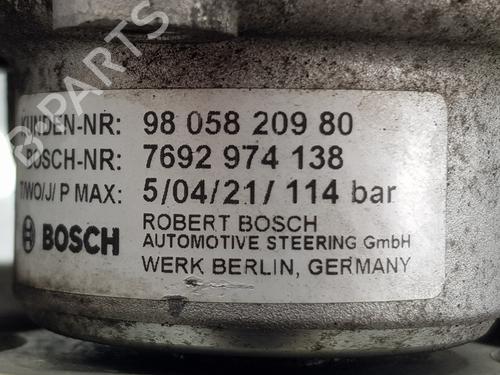 KUNDEN-NR: 98 058 209 80
BOSCH-NR: 7692 974 138
T/WO/J/ P MAX: 5/04/21/ 114 bar
BOSCH
ROBERT BOSCH
AUTOMOTIVE STEERING GmbH
WERK BERLIN, GERMANY